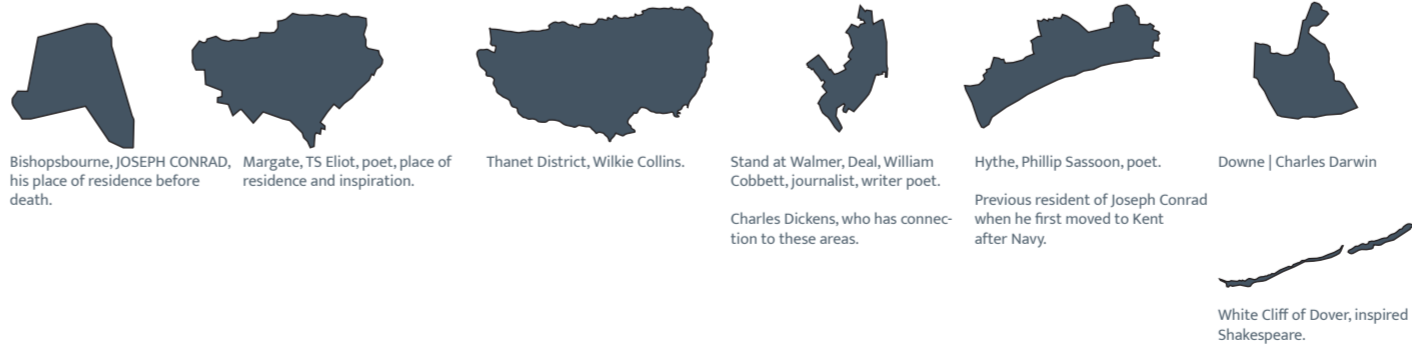 Bishopsbourne, JOSEPH CONRAD,
his place of residence before
death.
Margate, TS Eliot, poet, place of
residence and inspiration.
Thanet District, Wilkie Collins.
Stand at Walmer, Deal, William
Cobbett, journalist, writer poet.
Charles Dickens, who has connec-
tion to these areas.
Hythe, Phillip Sassoon, poet.
Previous resident of Joseph Conrad
when he first moved to Kent
after Navy.
Downe | Charles Darwin
White Cliff of Dover, inspired
Shakespeare.